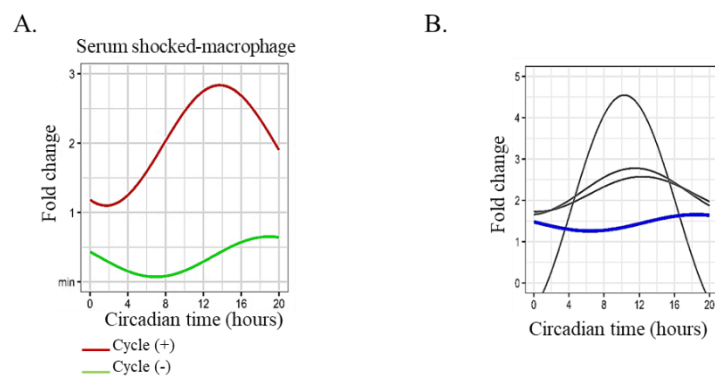 A.
Serum shocked-macrophage
3
2
1
min
Fold change
0 4 8 12 16 20
Circadian time (hours)
Cycle (+)
Cycle (-)
B.
5
4
3
2
1
0
Fold change
0 4 8 12 16 20
Circadian time (hours)